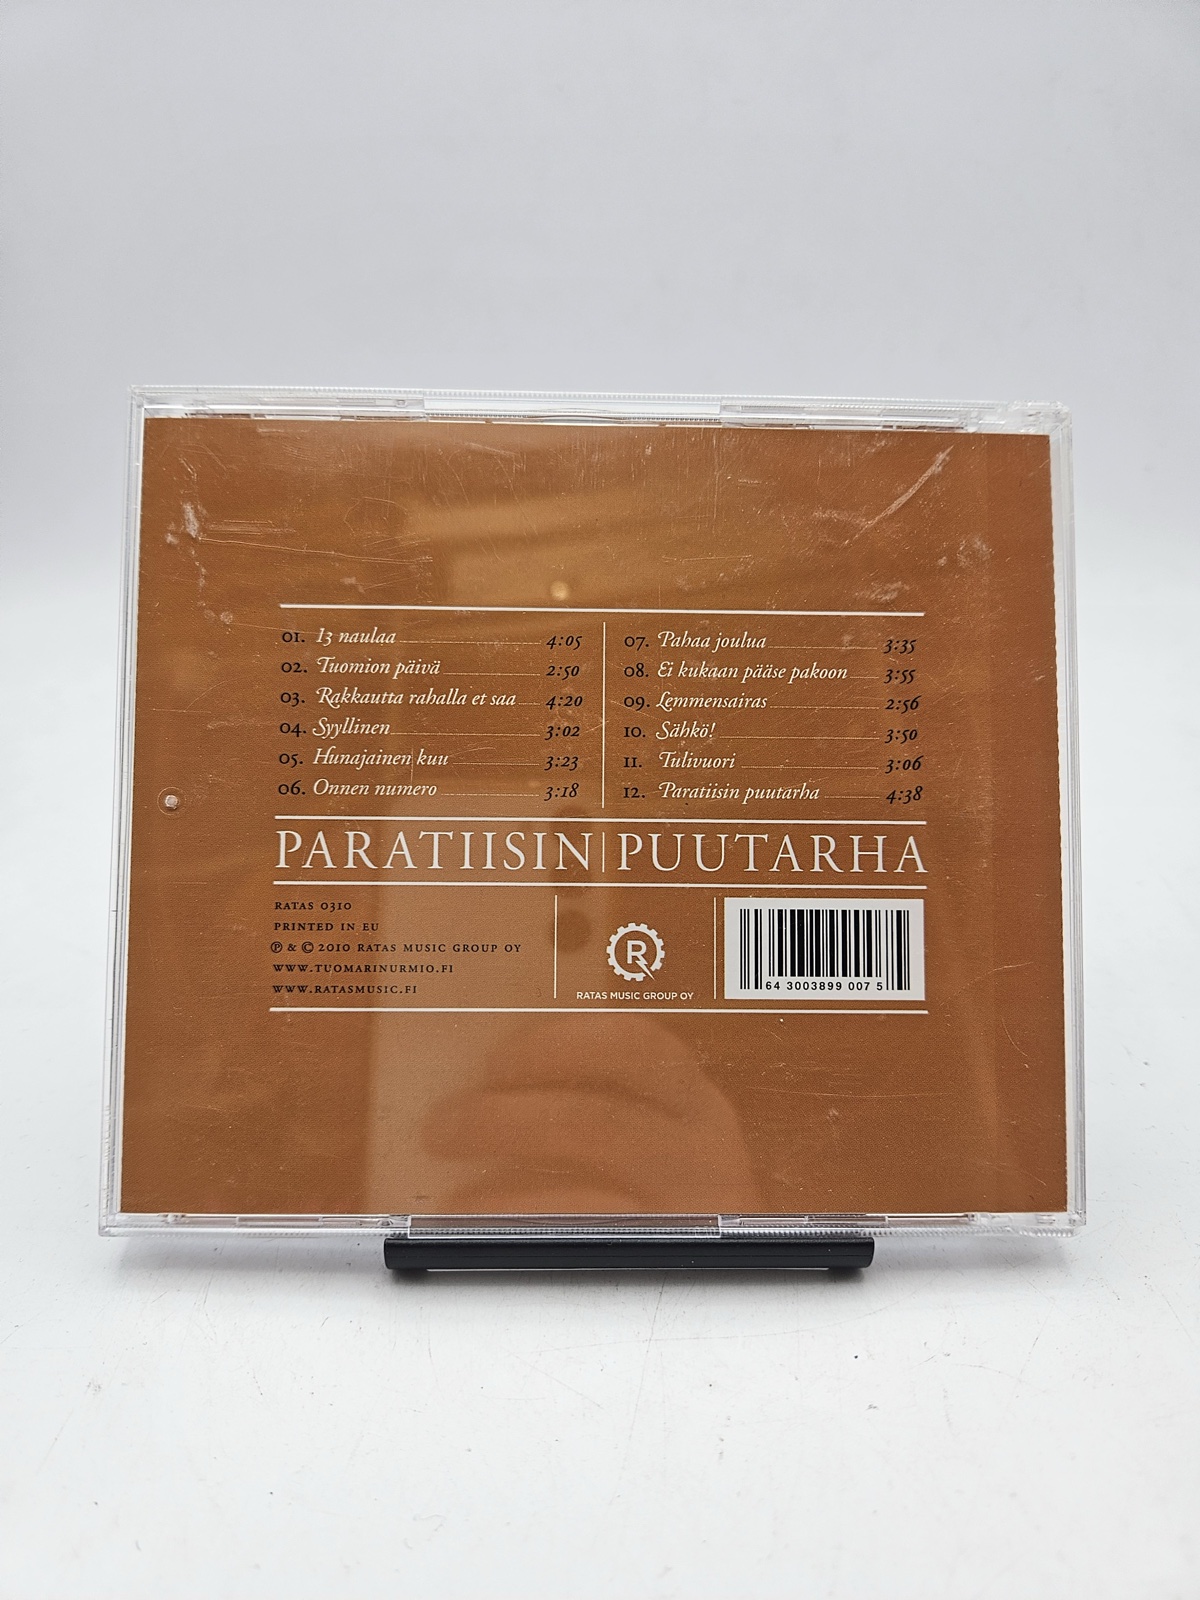 01. 13 naulaa 4:05
02. Tuomion päivä 2:50
03. Rakkautta rahalla et saa 4:20
04. Syyllinen 3:02
05. Hunajainen kuu 3:23
06. Onnen numero 3:18
07. Pahaa joulua 3:35
08. Ei kukaan pääse pakoon 3:55
09. Lemmensairas 2:56
10. Sähkö! 3:50
11. Tulivuori 3:06
12. Paratiisin puutarha 4:38
PARATIISIN PUUTARHA
RATAS 0310
PRINTED IN EU
℗ & © 2010 RATAS MUSIC GROUP OY
WWW.TUOMARINURMIO.FI
WWW.RATASMUSIC.FI
R
RATAS MUSIC GROUP OY
64 3003899 007 5